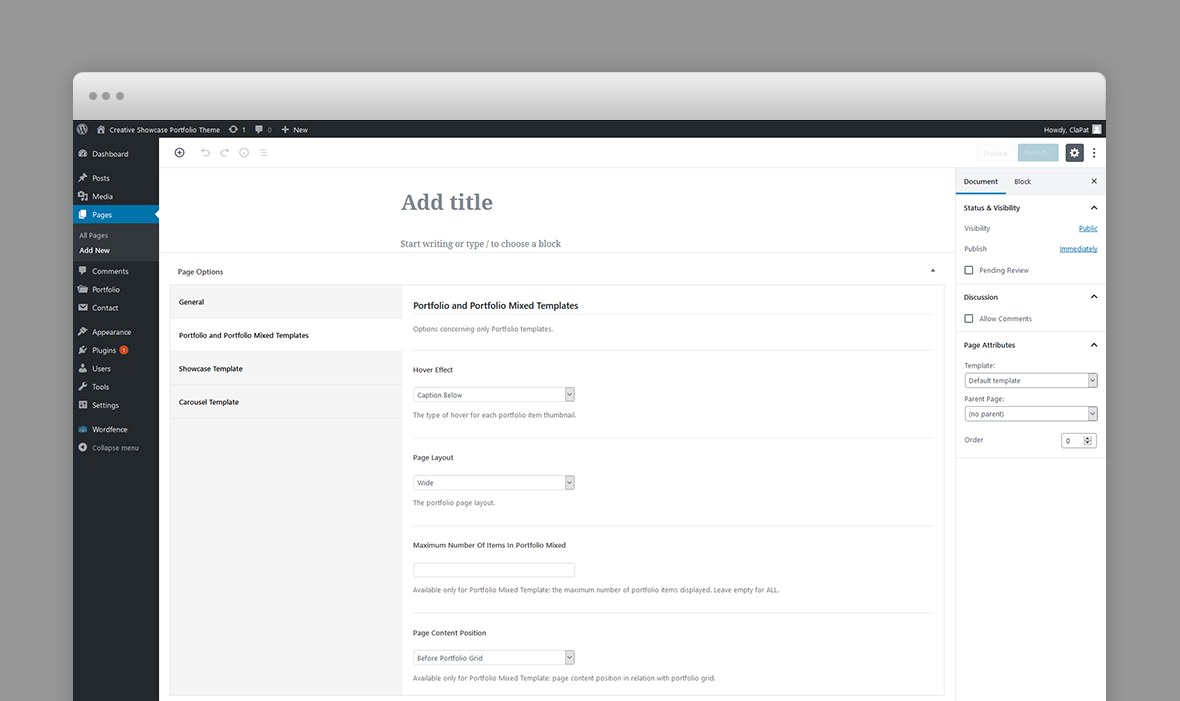 Creative Showcase Portfolio Theme 1 0 New Howdy, ClaPat
Dashboard
Posts
Media
Pages
All Pages
Add New
Comments
Portfolio
Contact
Appearance
Plugins 1
Users
Tools
Settings
Wordfence
Collapse menu
Preview Publish...
Add title
Start writing or type / to choose a block
Page Options
General
Portfolio and Portfolio Mixed Templates
Showcase Template
Carousel Template
Portfolio and Portfolio Mixed Templates
Options concerning only Portfolio templates.
Hover Effect
Caption Below
The type of hover for each portfolio item thumbnail.
Page Layout
Wide
The portfolio page layout.
Maximum Number Of Items In Portfolio Mixed
Available only for Portfolio Mixed Template: the maximum number of portfolio items displayed. Leave empty for ALL.
Page Content Position
Before Portfolio Grid
Available only for Portfolio Mixed Template: page content position in relation with portfolio grid.
Document Block
Status & Visibility
Visibility Public
Publish Immediately
Pending Review
Discussion
Allow Comments
Page Attributes
Template:
Default template
Parent Page:
(no parent)
Order 0